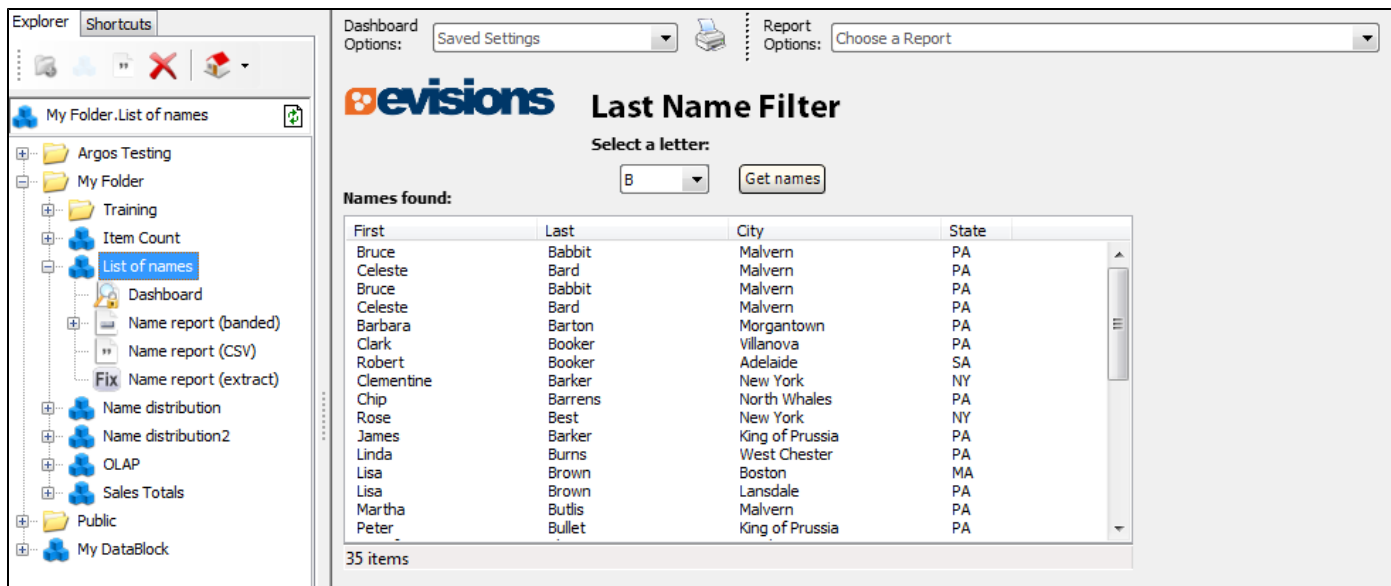 Explorer Shortcuts
My Folder.List of names
Argos Testing
My Folder
Training
Item Count
List of names
Dashboard
Name report (banded)
Name report (CSV)
Fix Name report (extract)
Name distribution
Name distribution2
OLAP
Sales Totals
Public
My DataBlock
Dashboard Options: Saved Settings
Report Options: Choose a Report
evisions
Last Name Filter
Select a letter:
B Get names
Names found:
First Last City State
Bruce Babbit Malvern PA
Celeste Bard Malvern PA
Bruce Babbit Malvern PA
Celeste Bard Malvern PA
Barbara Barton Morgantown PA
Clark Booker Villanova PA
Robert Booker Adelaide SA
Clementine Barker New York NY
Chip Barrens North Whales PA
Rose Best New York NY
James Barker King of Prussia PA
Linda Burns West Chester PA
Lisa Brown Boston MA
Lisa Brown Lansdale PA
Martha Butlis Malvern PA
Peter Bullet King of Prussia PA
35 items